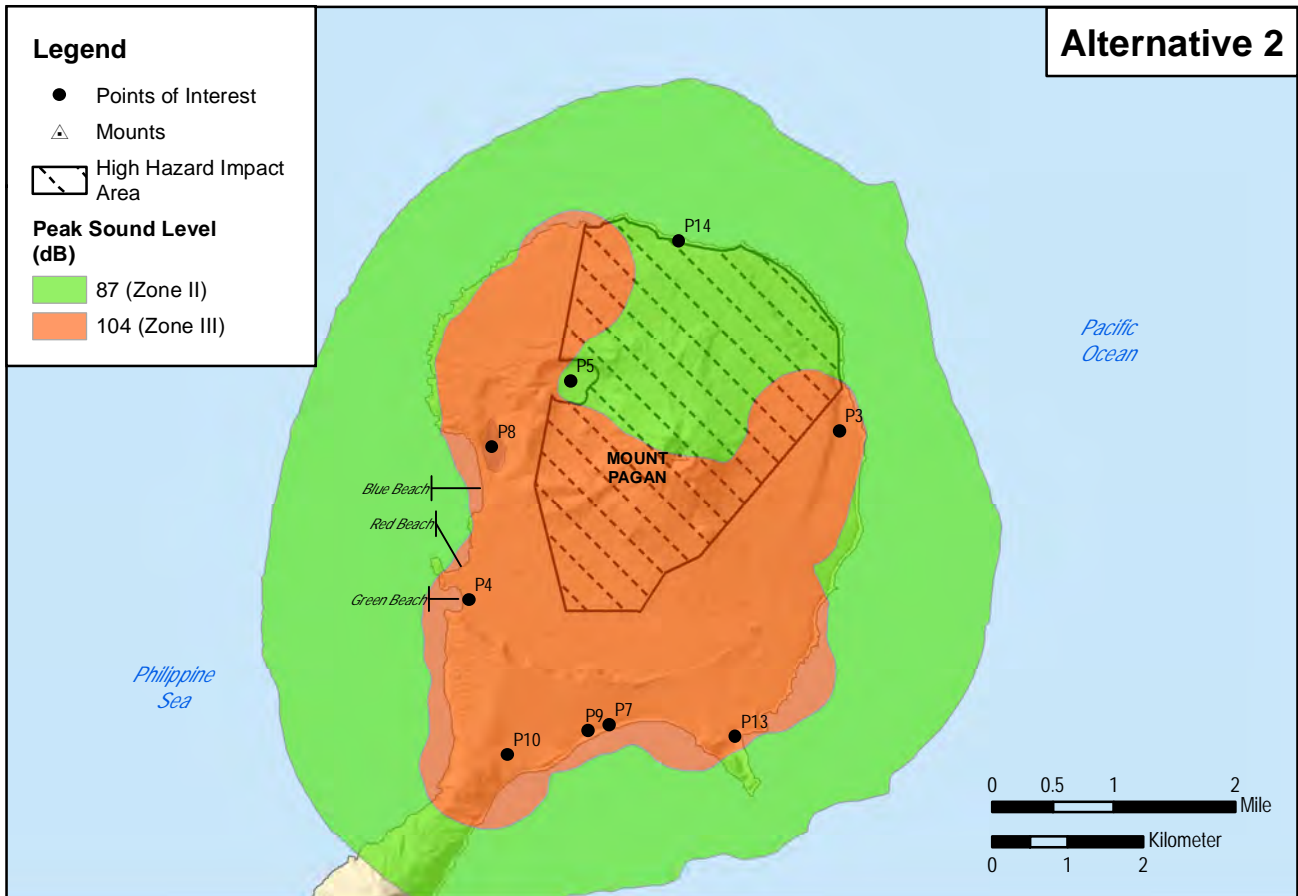 Alternative 2
Legend
Points of Interest
Mounts
High Hazard Impact
Area
Peak Sound Level
(dB)
87 (Zone II)
104 (Zone III)
P14
Pacific
Ocean
P5
P3
P8
MOUNT
PAGAN
Blue Beach
Red Beach
P4
Green Beach
Philippine
Sea
P9
P7
P13
P10
0 0.5 1 2
Mile
Kilometer
0 1 2